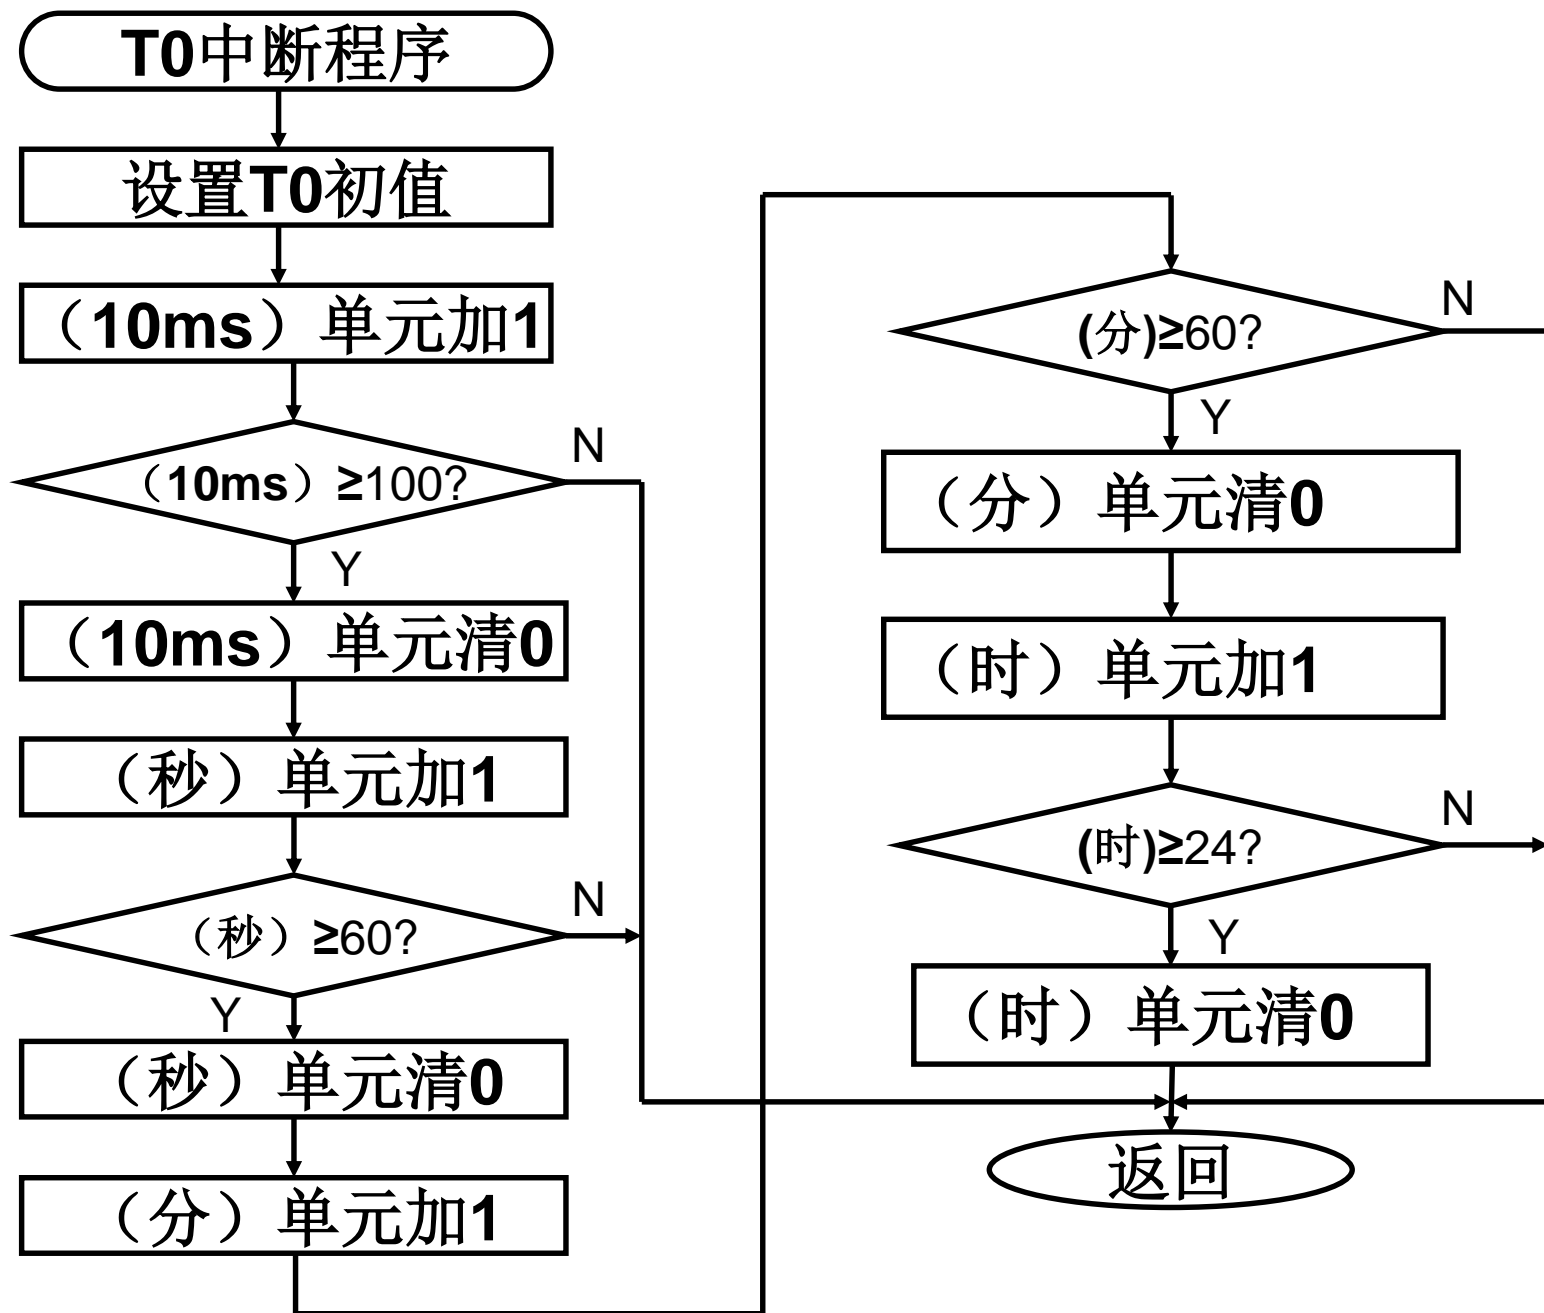 T0中断程序
设置T0初值
（10ms）单元加1
（10ms）≥100?
N
Y
（10ms）单元清0
（秒）单元加1
（秒）≥60?
N
Y
（秒）单元清0
（分）单元加1
(分)≥60?
N
Y
（分）单元清0
（时）单元加1
(时)≥24?
N
Y
（时）单元清0
返回